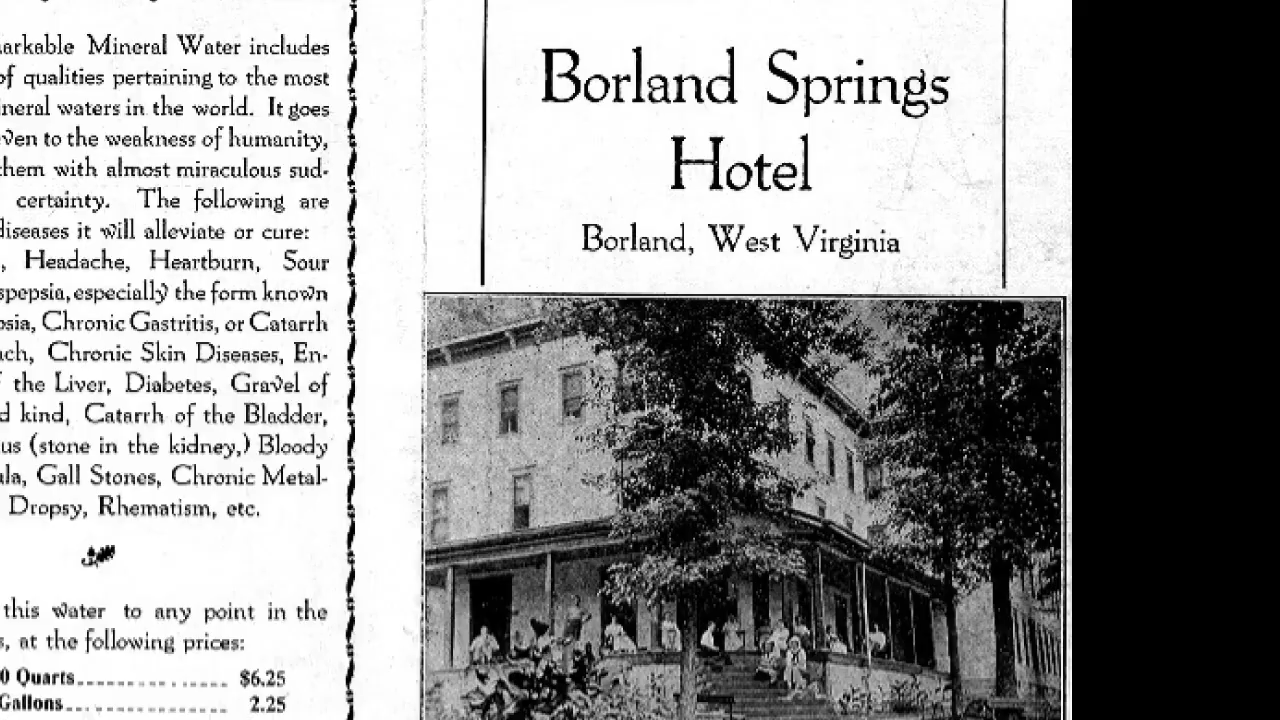 arkable Mineral Water includes
of qualities pertaining to the most
neral waters in the world. It goes
ven to the weakness of humanity,
them with almost miraculous sud-
certainty. The following are
diseases it will alleviate or cure:
, Headache, Heartburn, Sour
spepsia, especially the form known
sia, Chronic Gastritis, or Catarrh
ach, Chronic Skin Diseases, En-
the Liver, Diabetes, Gravel of
d kind, Catarrh of the Bladder,
us (stone in the kidney,) Bloody
ula, Gall Stones, Chronic Metal-
Dropsy, Rhematism, etc.
this Water to any point in the
s, at the following prices:
0 Quarts $6.25
Gallons 2.25
Borland Springs
Hotel
Borland, West Virginia